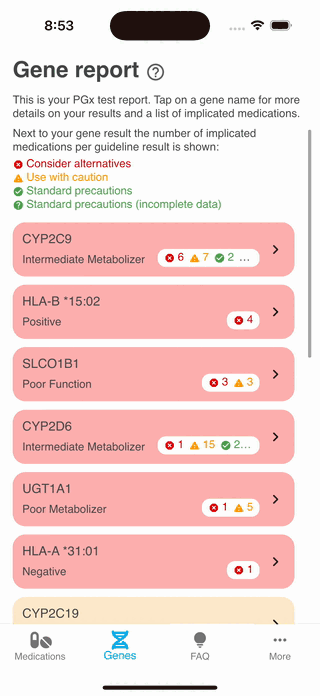 8:53
Gene report ?
This is your PGx test report. Tap on a gene name for more
details on your results and a list of implicated medications.
Next to your gene result the number of implicated
medications per guideline result is shown:
Consider alternatives
Use with caution
Standard precautions
Standard precautions (incomplete data)
CYP2C9
Intermediate Metabolizer 6 7 2 ...
HLA-B *15:02
Positive 4
SLCO1B1
Poor Function 3 3
CYP2D6
Intermediate Metabolizer 1 15 2...
UGT1A1
Poor Metabolizer 1 5
HLA-A *31:01
Negative 1
CYP2C19
Medications Genes FAQ More